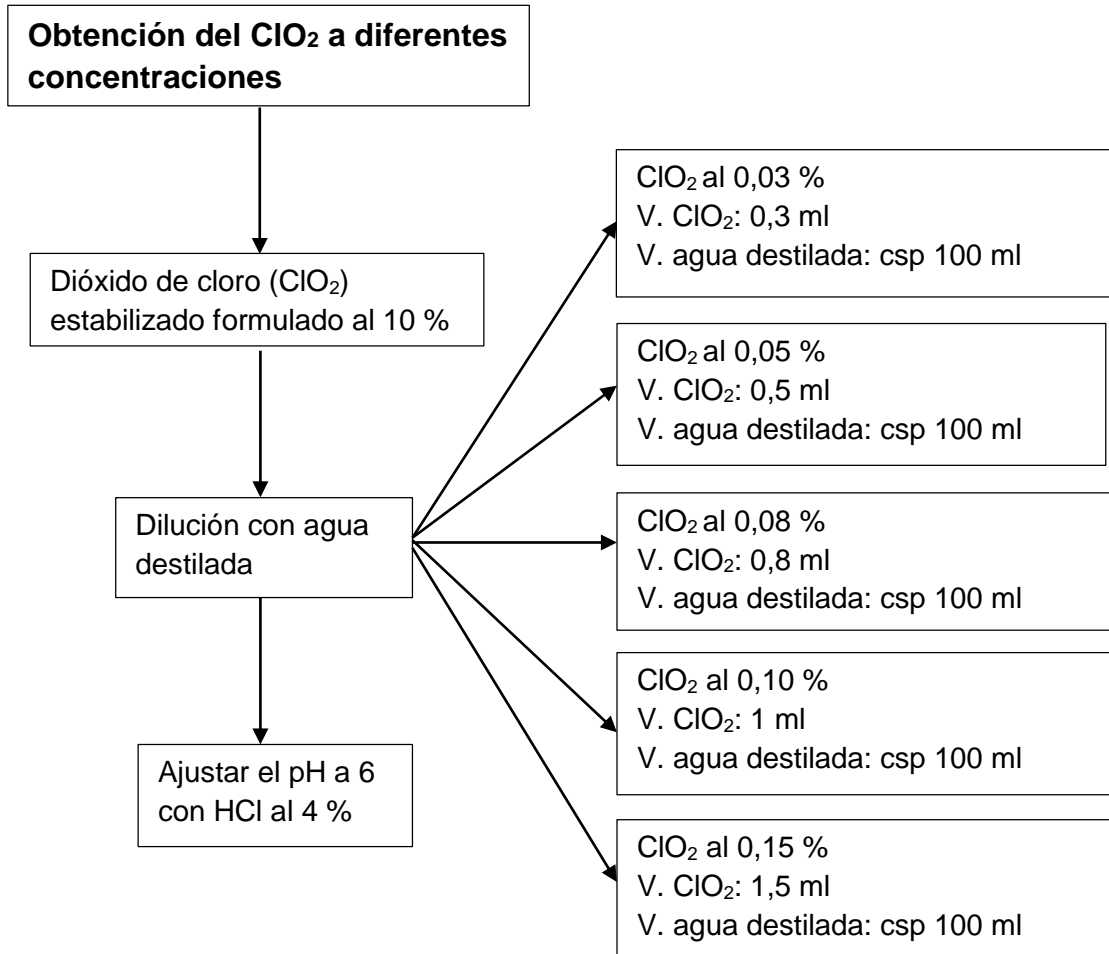 Obtención del ClO₂ a diferentes
concentraciones
Dióxido de cloro (ClO₂)
estabilizado formulado al 10 %
Dilución con agua
destilada
Ajustar el pH a 6
con HCl al 4 %
ClO₂ al 0,03 %
V. ClO₂: 0,3 ml
V. agua destilada: csp 100 ml
ClO₂ al 0,05 %
V. ClO₂: 0,5 ml
V. agua destilada: csp 100 ml
ClO₂ al 0,08 %
V. ClO₂: 0,8 ml
V. agua destilada: csp 100 ml
ClO₂ al 0,10 %
V. ClO₂: 1 ml
V. agua destilada: csp 100 ml
ClO₂ al 0,15 %
V. ClO₂: 1,5 ml
V. agua destilada: csp 100 ml